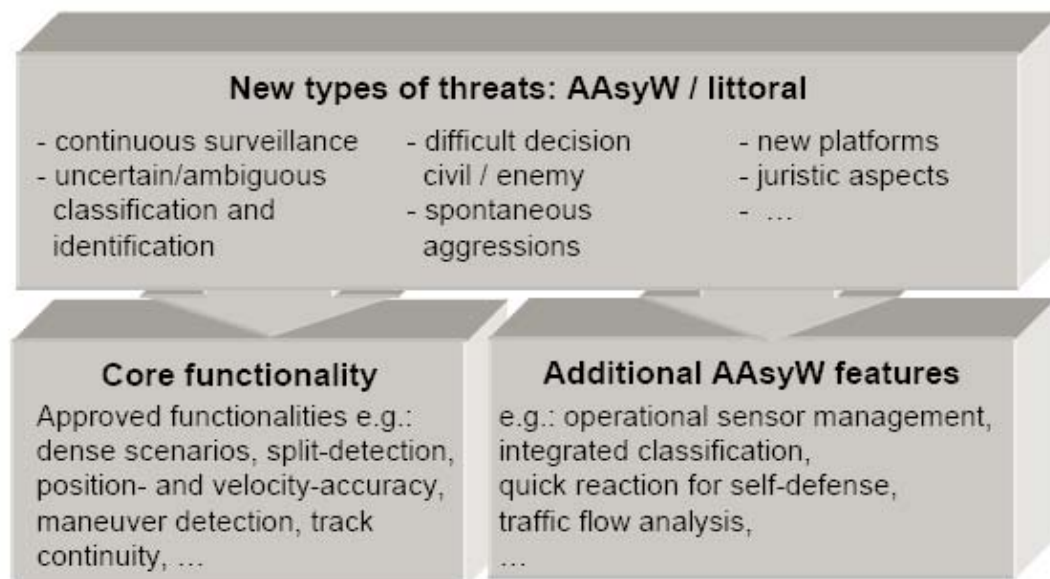 New types of threats: AAsyW / littoral
- continuous surveillance
- uncertain/ambiguous
classification and
identification
- difficult decision
civil / enemy
- spontaneous
aggressions
- new platforms
- juristic aspects
- ...
Core functionality
Approved functionalities e.g.:
dense scenarios, split-detection,
position- and velocity-accuracy,
maneuver detection, track
continuity, ...
Additional AAsyW features
e.g.: operational sensor management,
integrated classification,
quick reaction for self-defense,
traffic flow analysis,
...